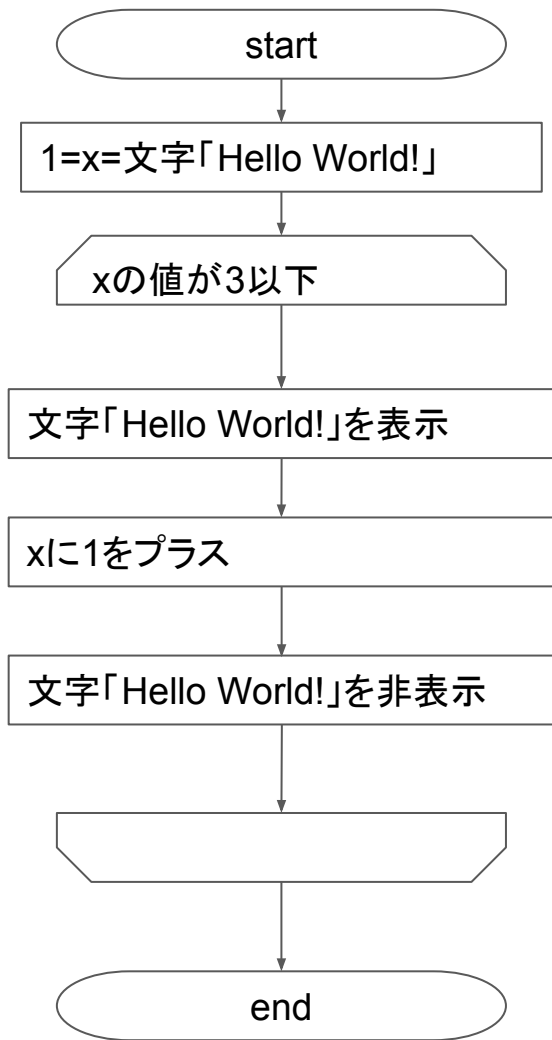 start
1=x=文字「Hello World!」
xの値が3以下
文字「Hello World!」を表示
xに1をプラス
文字「Hello World!」を非表示
end